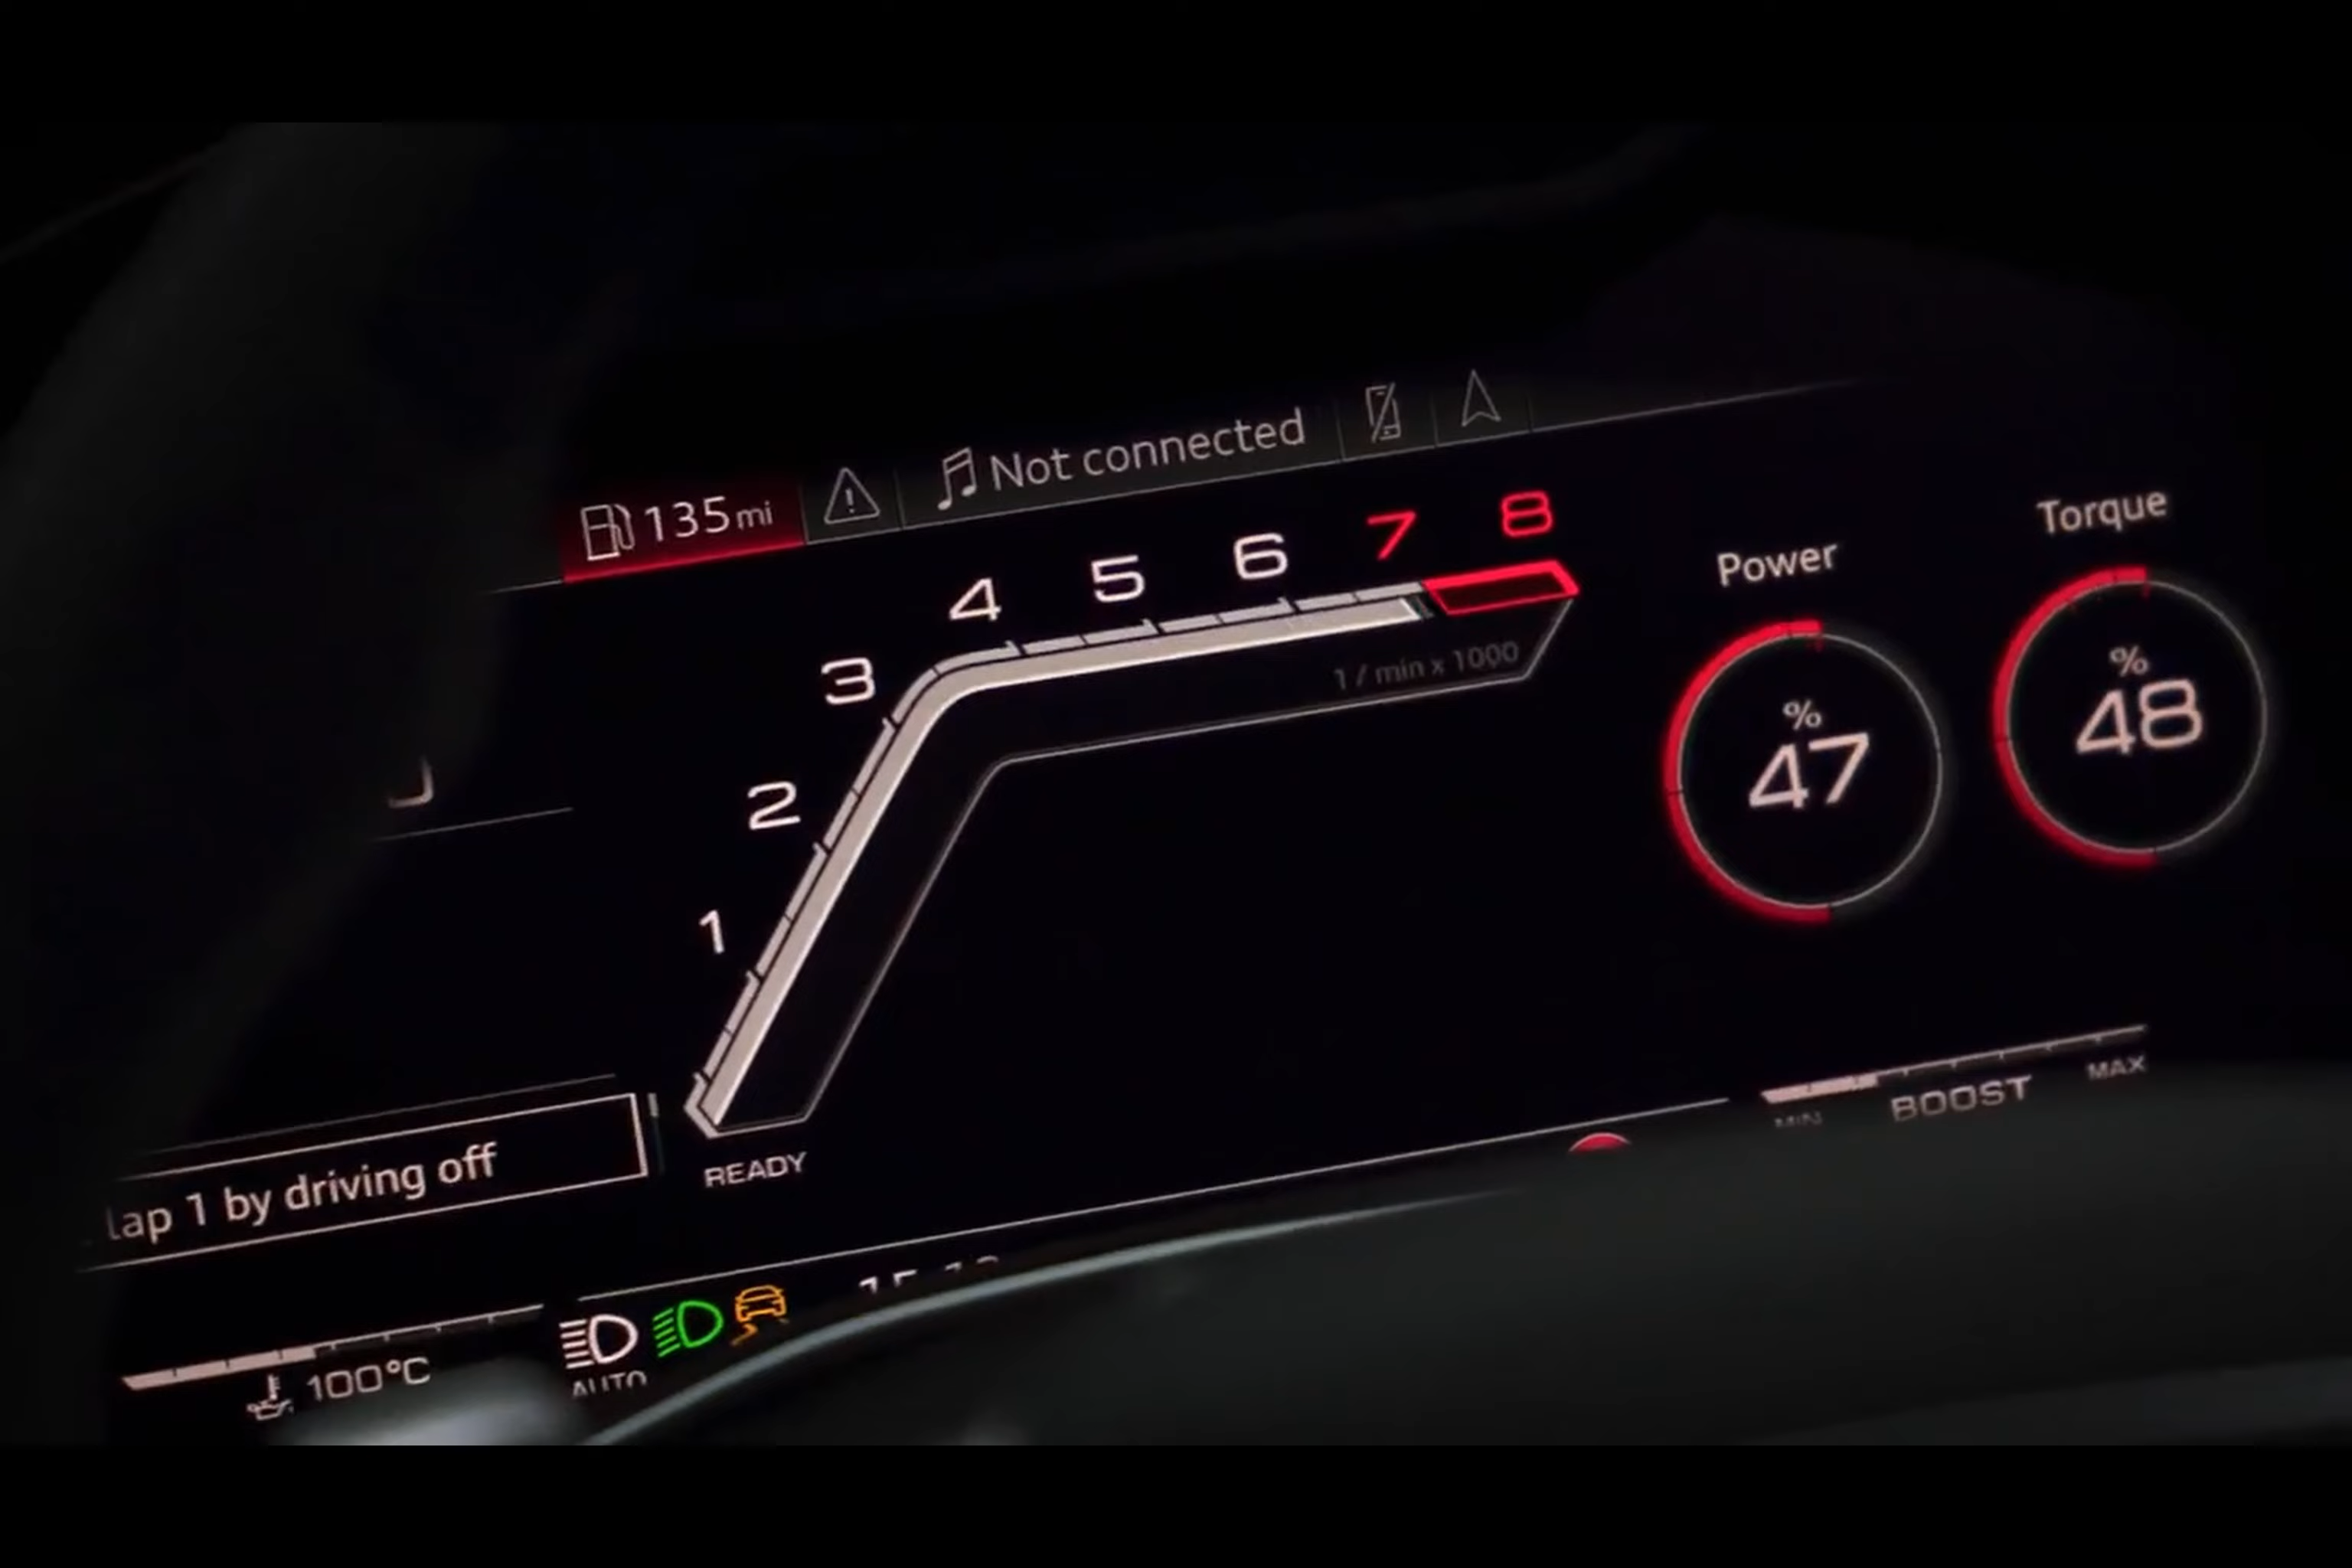 135 mi
Not connected
Torque
Power
8
7
6
5
4
3
2
1
1 / min x 1000
%
48
%
47
MAX
BOOST
MIN
READY
lap 1 by driving off
100°C
AUTO